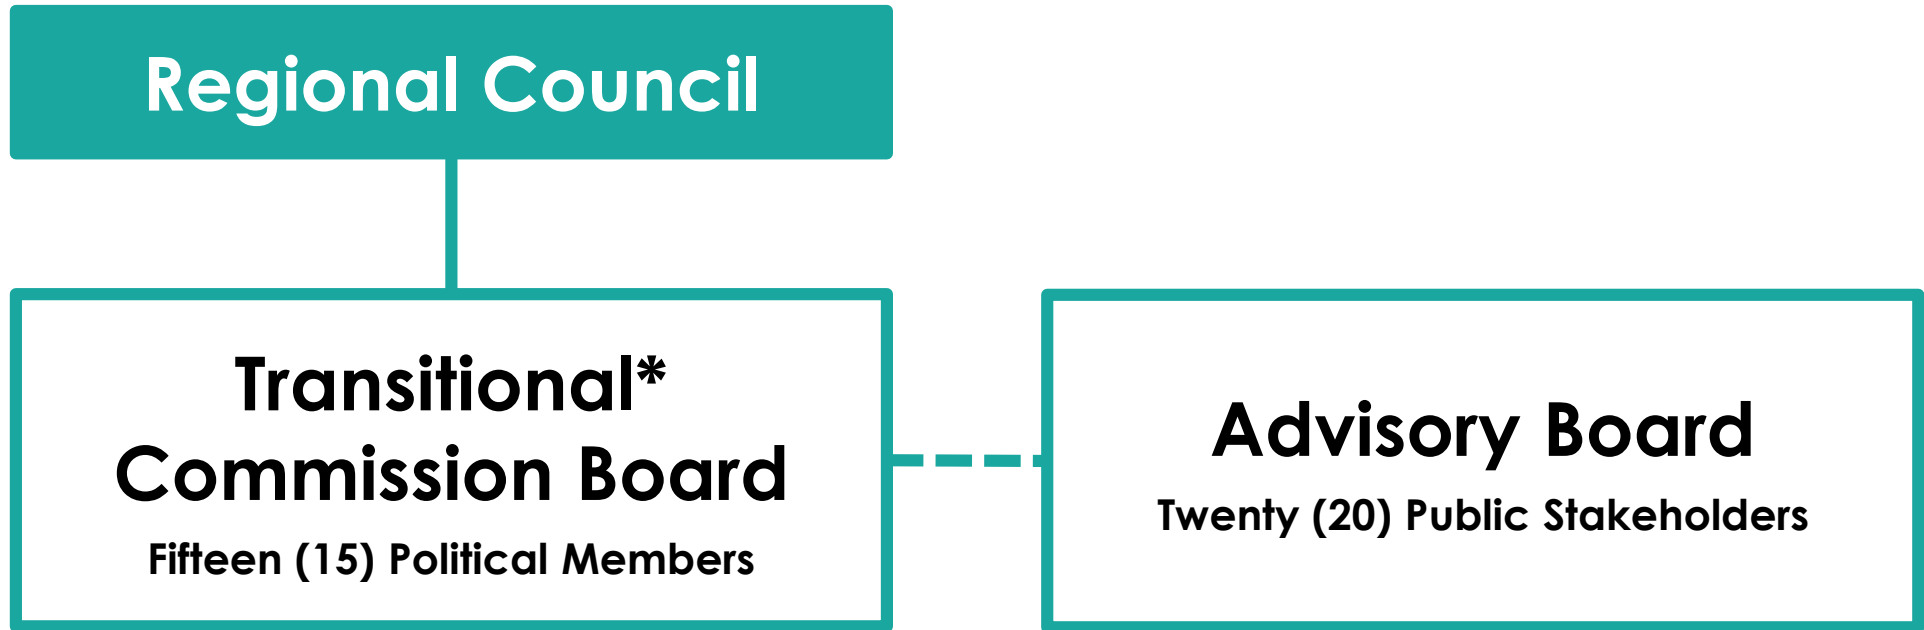 Regional Council
Transitional*
Commission Board
Fifteen (15) Political Members
Advisory Board
Twenty (20) Public Stakeholders